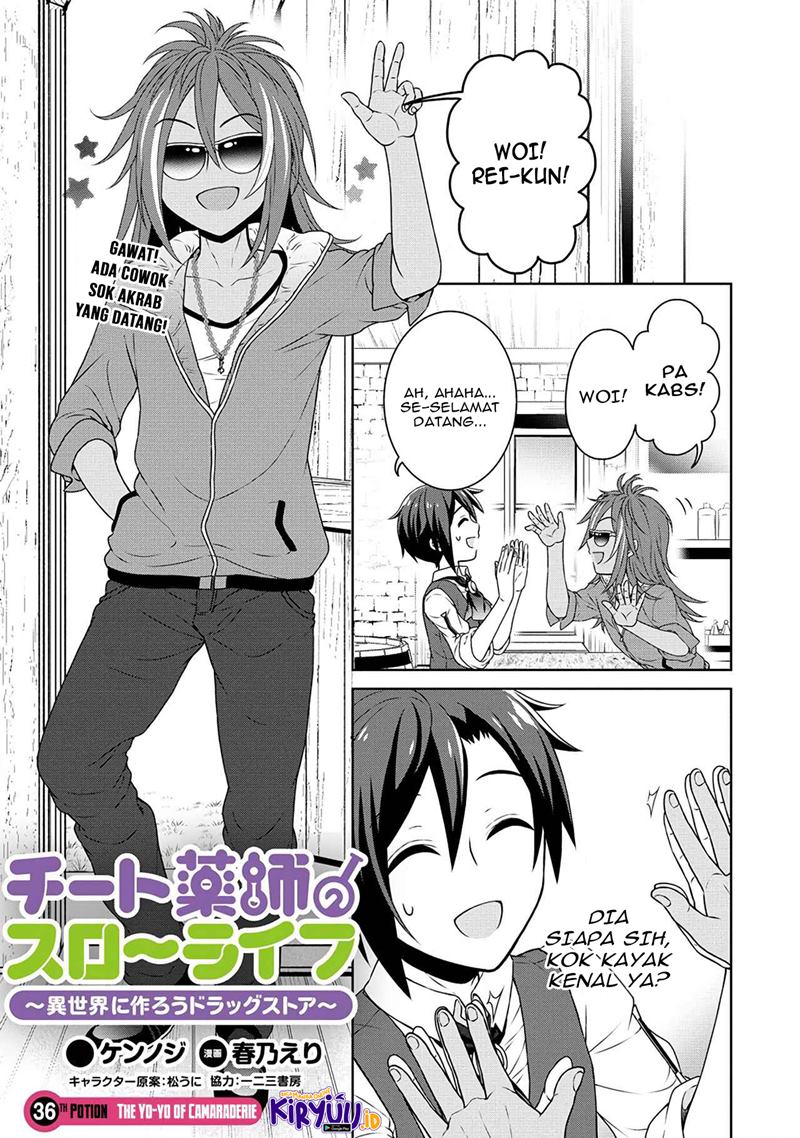 WOI!
REI-KUN!
GAWAT!
ADA COWOK
SOK AKRAB
YANG DATANG!
PA
KABS!
WOI!
AH, AHAHA...
SE-SELAMAT
DATANG...
DIA
SIAPA SIH,
KOK KAYAK
KENAL YA?
チート薬師の
スローライフ
～異世界に作ろうドラッグストア～
●ケンノジ 漫画 春乃えり
キャラクター原案：松うに 協力：一二三書房
36TH POTION THE YO-YO OF CAMARADERIE
KIRYUU.ID
Google Play